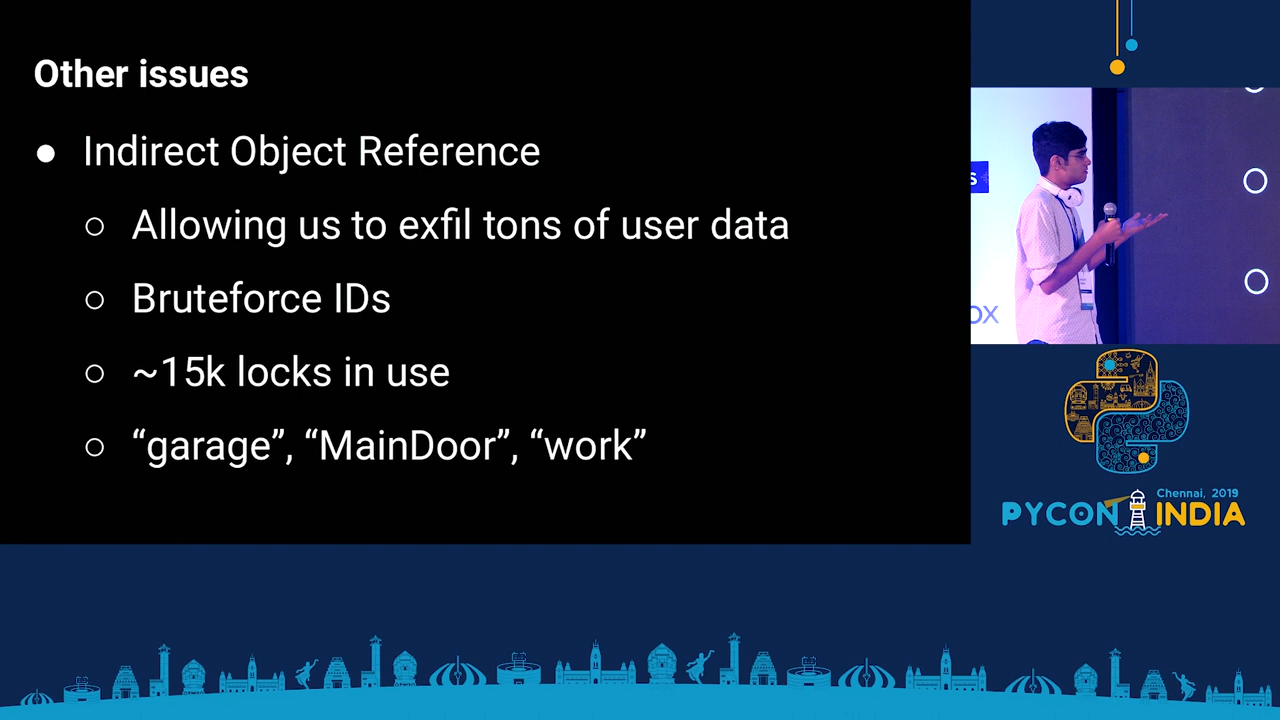 Other issues
● Indirect Object Reference
○ Allowing us to exfil tons of user data
○ Bruteforce IDs
○ ~15k locks in use
○ “garage”, “MainDoor”, “work”
S
OX
Chennai, 2019
PYCON INDIA